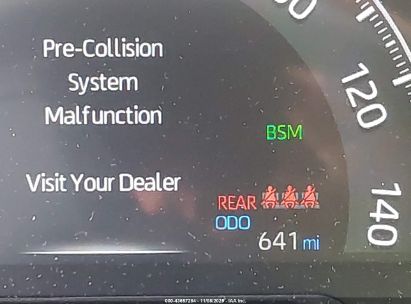 Pre-Collision
System
Malfunction
BSM
Visit Your Dealer
REAR
ODO
641 mi
120
140